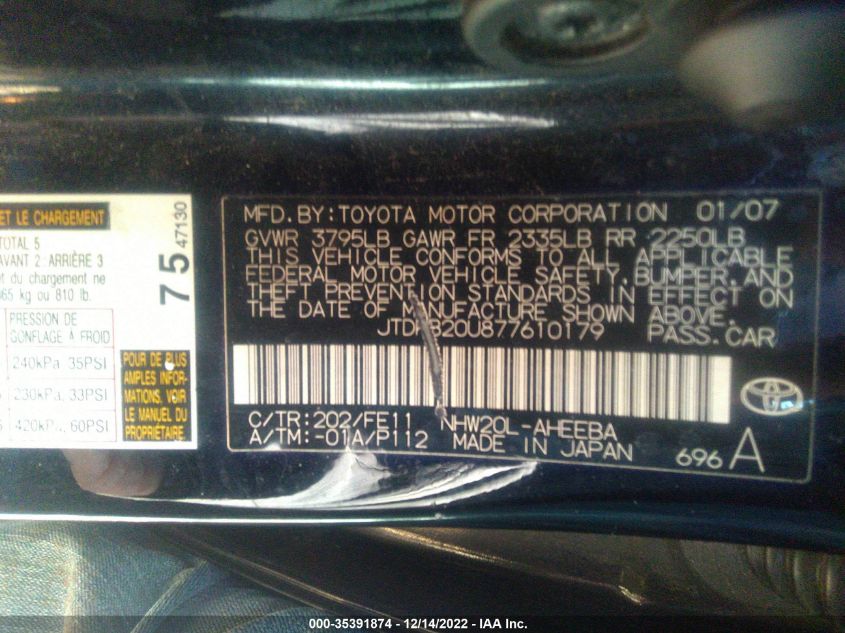 ET LE CHARGEMENT
TOTAL 5
AVANT 2 : ARRIÈRE 3
du chargement ne
kg ou 810 lb.
PRESSION DE
GONFLAGE À FROID
240kPa, 35PSI
230kPa, 33PSI
420kPa, 60PSI
75
47130
POUR DE PLUS
AMPLES INFOR-
MATIONS, VOIR
LE MANUEL DU
PROPRIÉTAIRE.
MFD. BY: TOYOTA MOTOR CORPORATION 01/07
GVWR 3795LB GAWR FR 2335LB RR 2250LB
THIS VEHICLE CONFORMS TO ALL APPLICABLE
FEDERAL MOTOR VEHICLE SAFETY, BUMPER, AND
THEFT PREVENTION STANDARDS IN EFFECT ON
THE DATE OF MANUFACTURE SHOWN ABOVE.
JTDKB20U877610179 PASS. CAR
C/TR: 202/FE11 NHW20L-AHEEBA
A/TM: -01A/P112 MADE IN JAPAN
696 A
TOYOTA
000-35391874 - 12/14/2022 - IAA Inc.